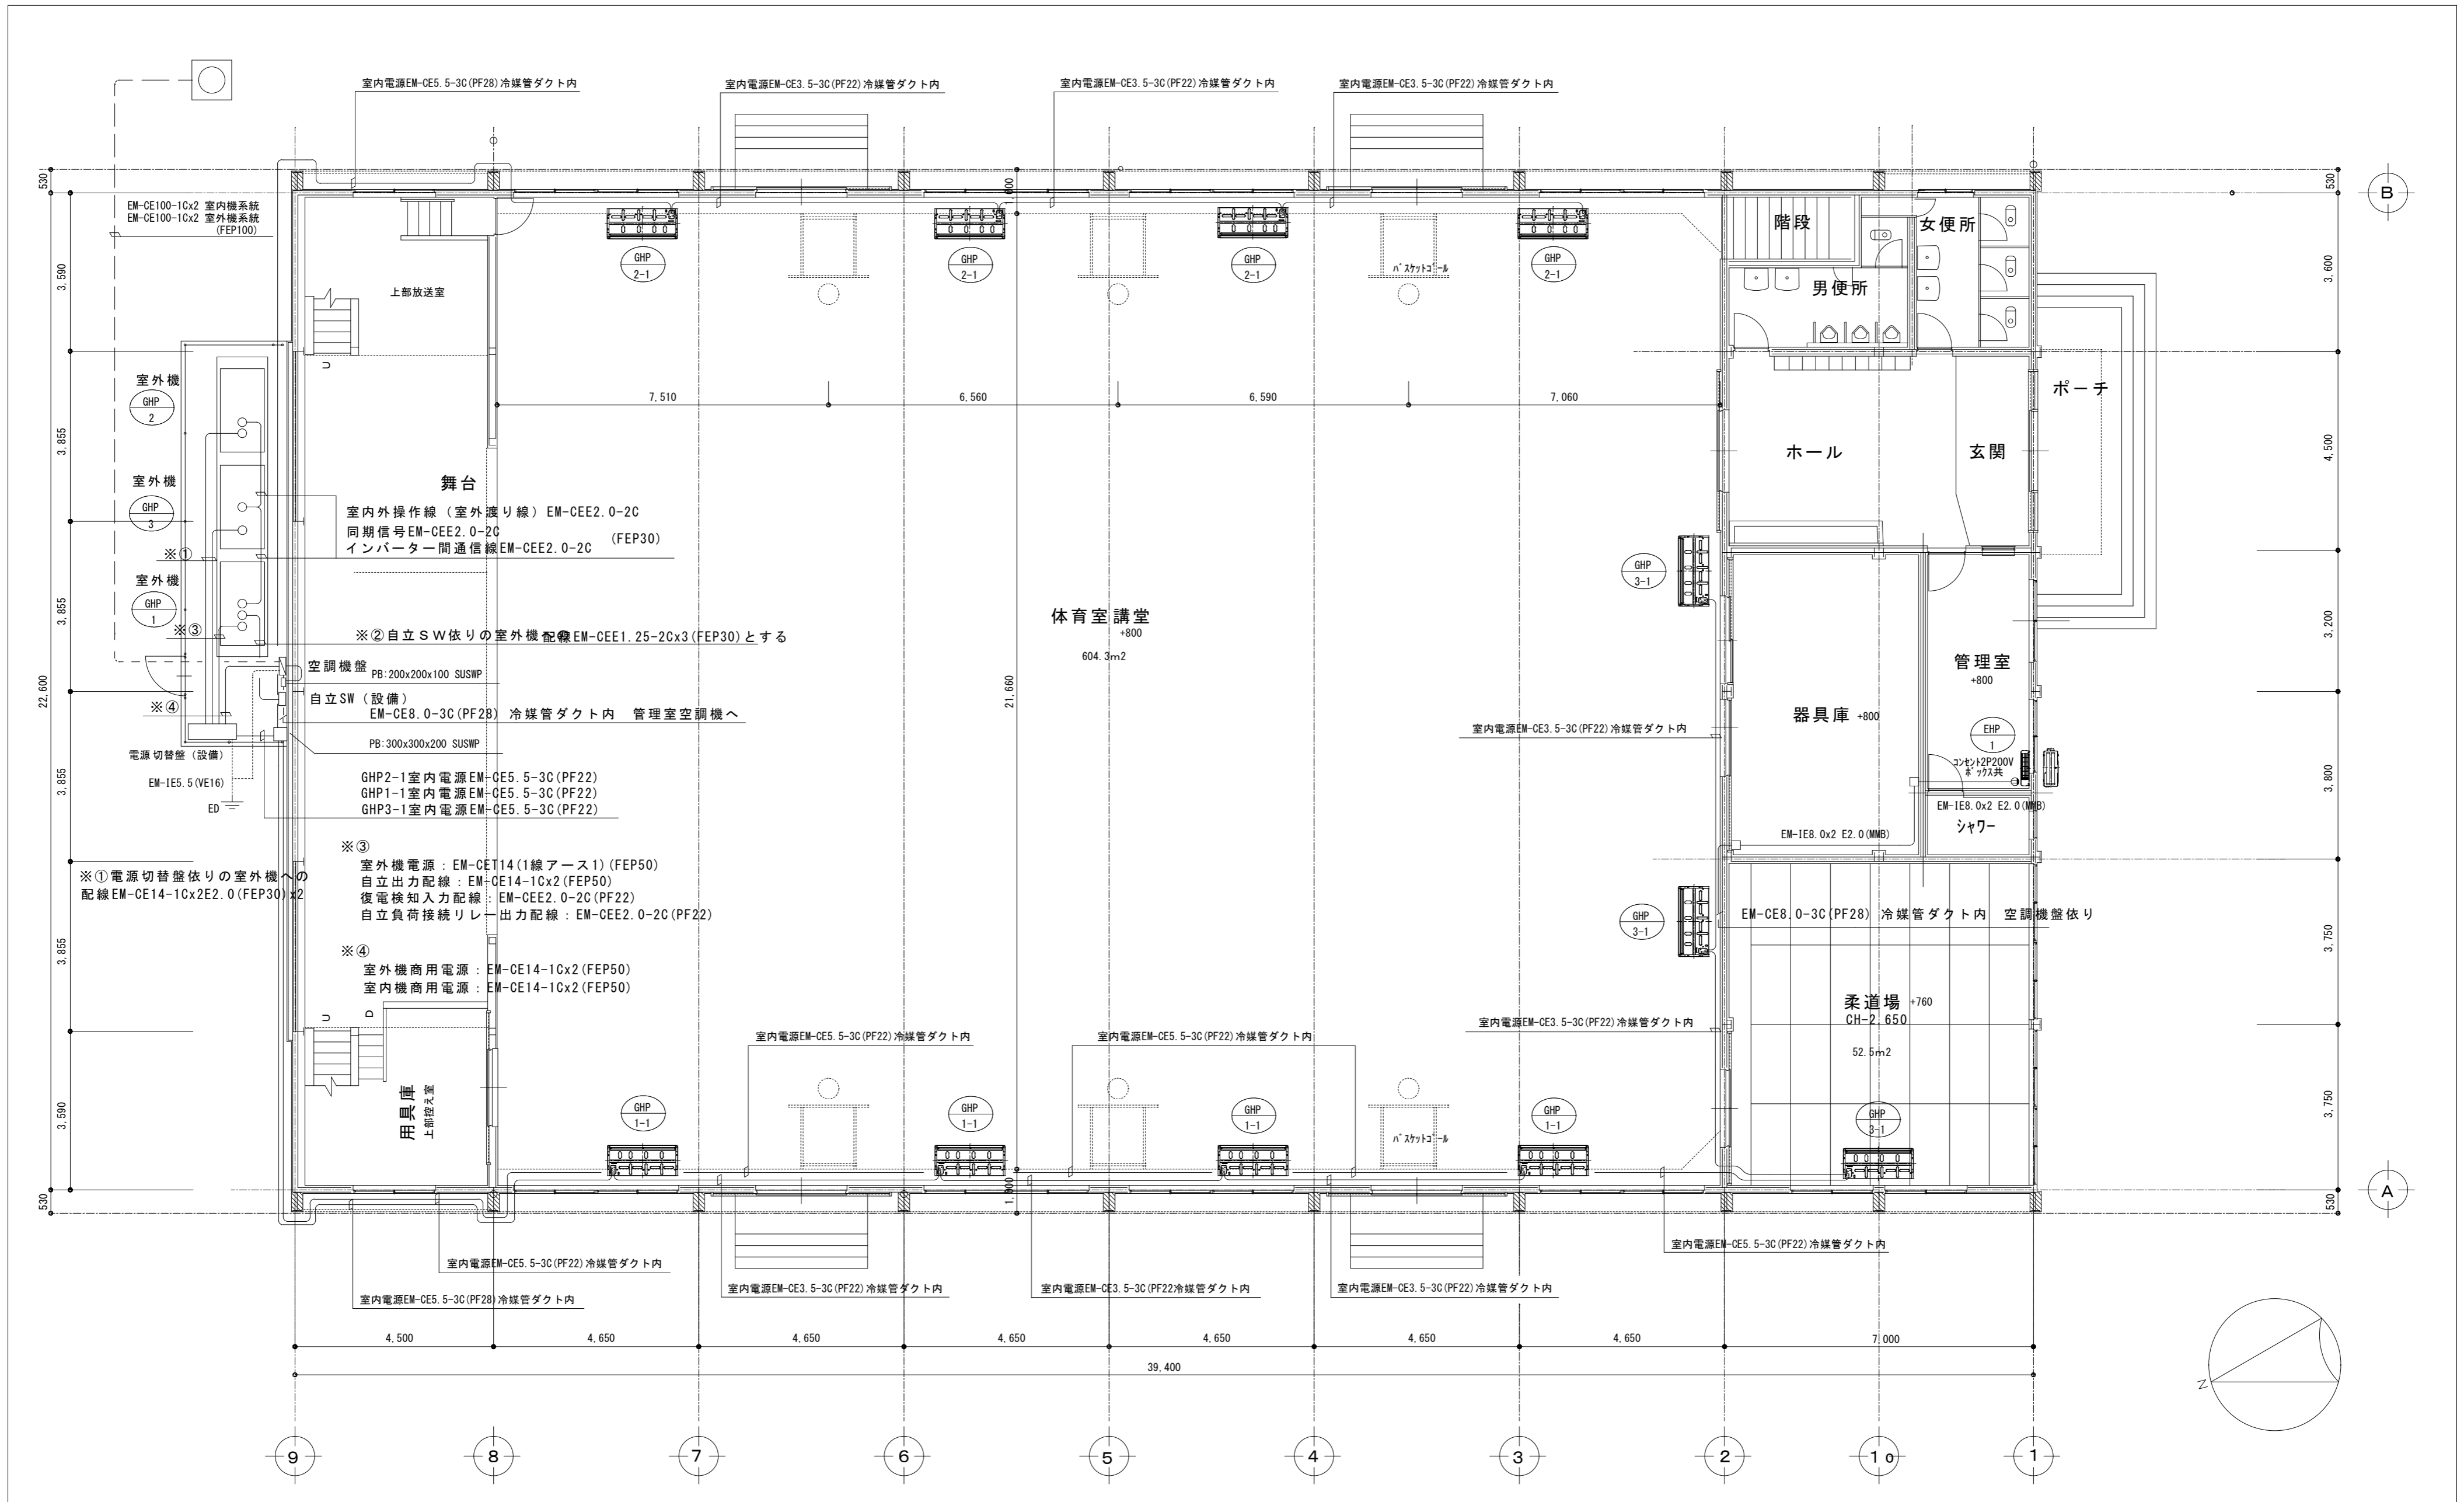 室内電源EM-CE5.5-3C(PF28)冷媒管ダクト内
室内電源EM-CE3.5-3C(PF22)冷媒管ダクト内
室内電源EM-CE3.5-3C(PF22)冷媒管ダクト内
室内電源EM-CE3.5-3C(PF22)冷媒管ダクト内
530
1,800
530
B
EM-CE100-1Cx2 室内機系統
EM-CE100-1Cx2 室外機系統
(FEP100)
GHP
2-1
GHP
2-1
GHP
2-1
GHP
2-1
階段
女便所
男便所
バスケットゴール
上部放送室
3,590
3,600
U
室外機
GHP
2
7,510
6,560
6,590
7,060
ポーチ
3,855
4,500
ホール
玄関
舞台
室外機
GHP
3
室内外操作線（室外渡り線）EM-CEE2.0-2C
同期信号EM-CEE2.0-2C
インバーター間通信線EM-CEE2.0-2C
(FEP30)
※①
室外機
GHP
1
※③
GHP
3-1
体育室講堂
+800
604.3m2
3,855
3,200
※②自立SW依りの室外機への
配線EM-CEE1.25-2Cx3(FEP30)とする
空調機盤
PB:200x200x100 SUSWP
自立SW（設備）
EM-CE8.0-3C(PF28) 冷媒管ダクト内　管理室空調機へ
管理室
+800
22,600
21,660
※④
器具庫 +800
室内電源EM-CE3.5-3C(PF22)冷媒管ダクト内
PB:300x300x200 SUSWP
電源切替盤（設備）
EHP
1
コンセント2P200V
ボックス共
3,855
3,800
EM-IE5.5(VE16)
ED
GHP2-1室内電源EM-CE5.5-3C(PF22)
GHP1-1室内電源EM-CE5.5-3C(PF22)
GHP3-1室内電源EM-CE5.5-3C(PF22)
EM-IE8.0x2 E2.0(MMB)
シャワー
EM-IE8.0x2 E2.0(MMB)
※③
室外機電源：EM-CET14(1線アース1)(FEP50)
自立出力配線：EM-CE14-1Cx2(FEP50)
復電検知入力配線：EM-CEE2.0-2C(PF22)
自立負荷接続リレー出力配線：EM-CEE2.0-2C(PF22)
※①電源切替盤依りの室外機への
配線EM-CE14-1Cx2E2.0(FEP30)x2
GHP
3-1
EM-CE8.0-3C(PF28) 冷媒管ダクト内　空調機盤依り
3,855
3,750
※④
室外機商用電源：EM-CE14-1Cx2(FEP50)
室内機商用電源：EM-CE14-1Cx2(FEP50)
柔道場 +760
CH-2,650
52.5m2
U
D
室内電源EM-CE5.5-3C(PF22)冷媒管ダクト内
室内電源EM-CE5.5-3C(PF22)冷媒管ダクト内
室内電源EM-CE3.5-3C(PF22)冷媒管ダクト内
3,590
3,750
用具庫
上部控え室
GHP
1-1
GHP
1-1
GHP
1-1
GHP
1-1
GHP
3-1
バスケットゴール
530
1,800
530
A
室内電源EM-CE5.5-3C(PF22)冷媒管ダクト内
室内電源EM-CE5.5-3C(PF22)冷媒管ダクト内
室内電源EM-CE5.5-3C(PF28)冷媒管ダクト内
室内電源EM-CE3.5-3C(PF22)冷媒管ダクト内
室内電源EM-CE3.5-3C(PF22冷媒管ダクト内
室内電源EM-CE3.5-3C(PF22)冷媒管ダクト内
4,500
4,650
4,650
4,650
4,650
4,650
4,650
7,000
39,400
N
9
8
7
6
5
4
3
2
10
1